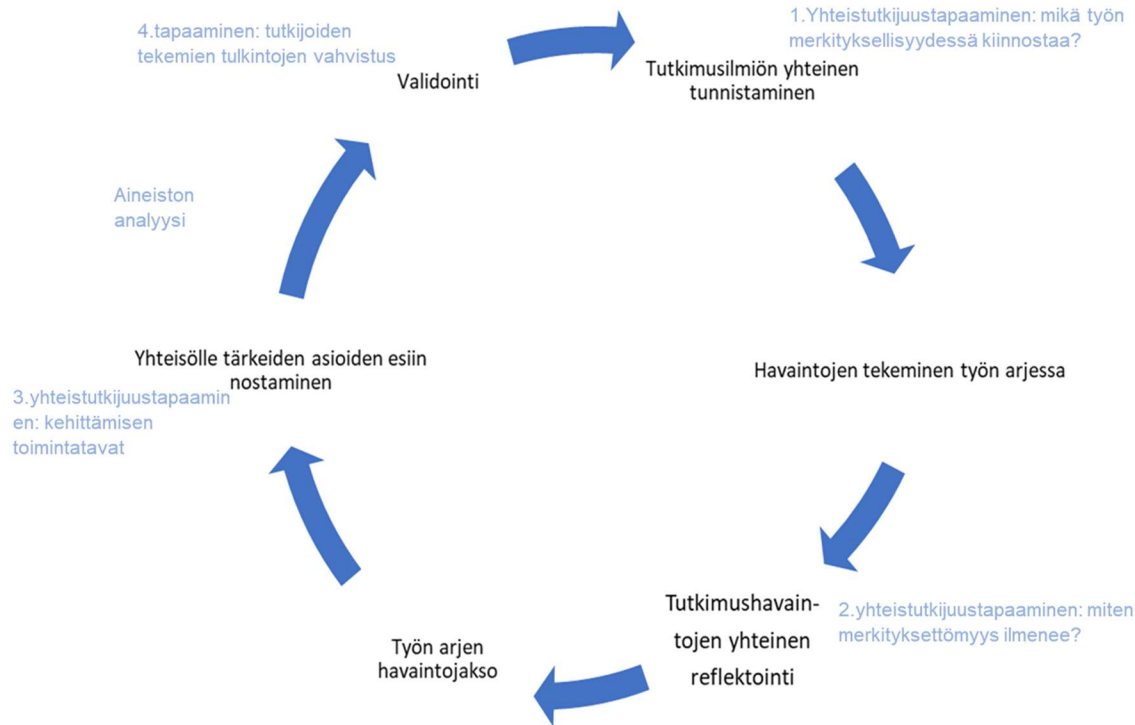 4.tapaaminen: tutkijoiden
tekemien tulkintojen vahvistus
Validointi
1.Yhteistutkijuustapaaminen: mikä työn
merkityksellisyydessä kiinnostaa?
Tutkimusilmiön yhteinen
tunnistaminen
Havaintojen tekeminen työn arjessa
2.yhteistutkijuustapaaminen: miten
merkityksettömyys ilmenee?
Tutkimushavain-
tojen yhteinen
reflektointi
Työn arjen
havaintojakso
Yhteisölle tärkeiden asioiden esiin
nostaminen
3.yhteistutkijuustapaamin
en: kehittämisen
toimintatavat
Aineiston
analyysi